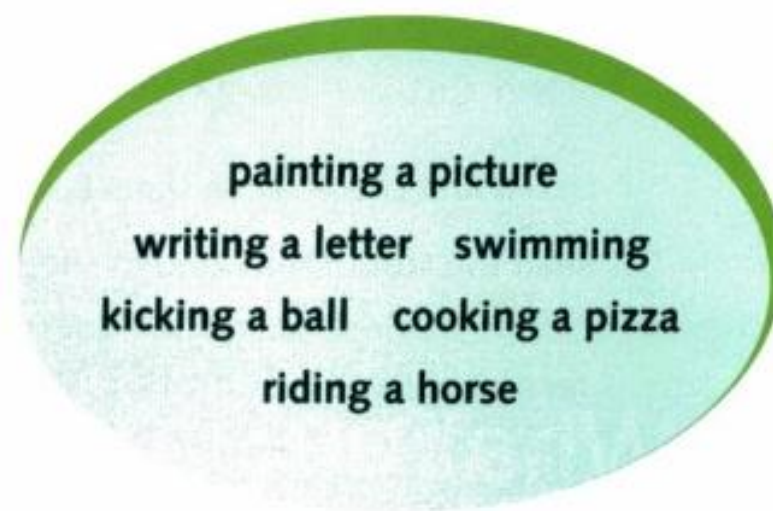 painting a picture
writing a letter swimming
kicking a ball cooking a pizza
riding a horse